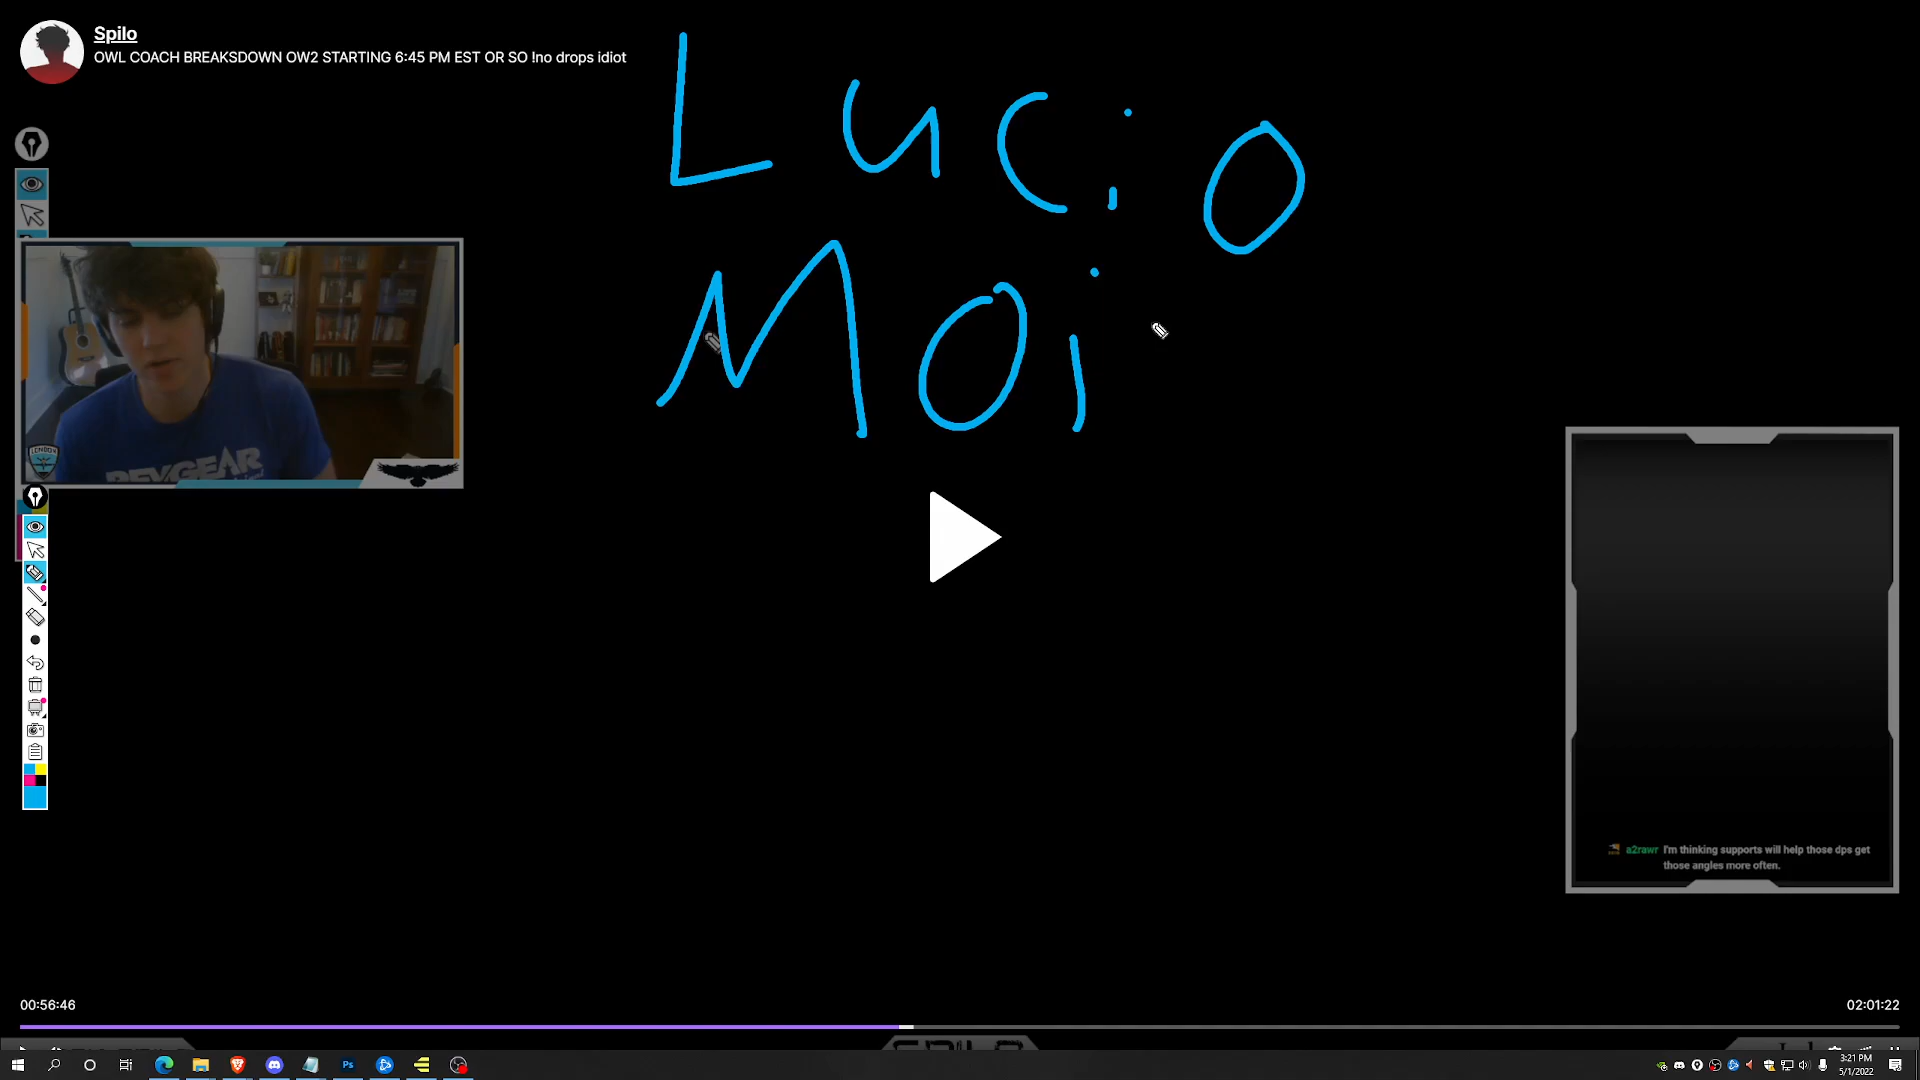 Spilo
OWL COACH BREAKSDOWN OW2 STARTING 6:45 PM EST OR SO !no drops idiot
Lucio
Moi
REVGEAR
a2rawr I'm thinking supports will help those dps get
those angles more often.
00:56:46
02:01:22
Ps
3:21 PM
5/1/2022